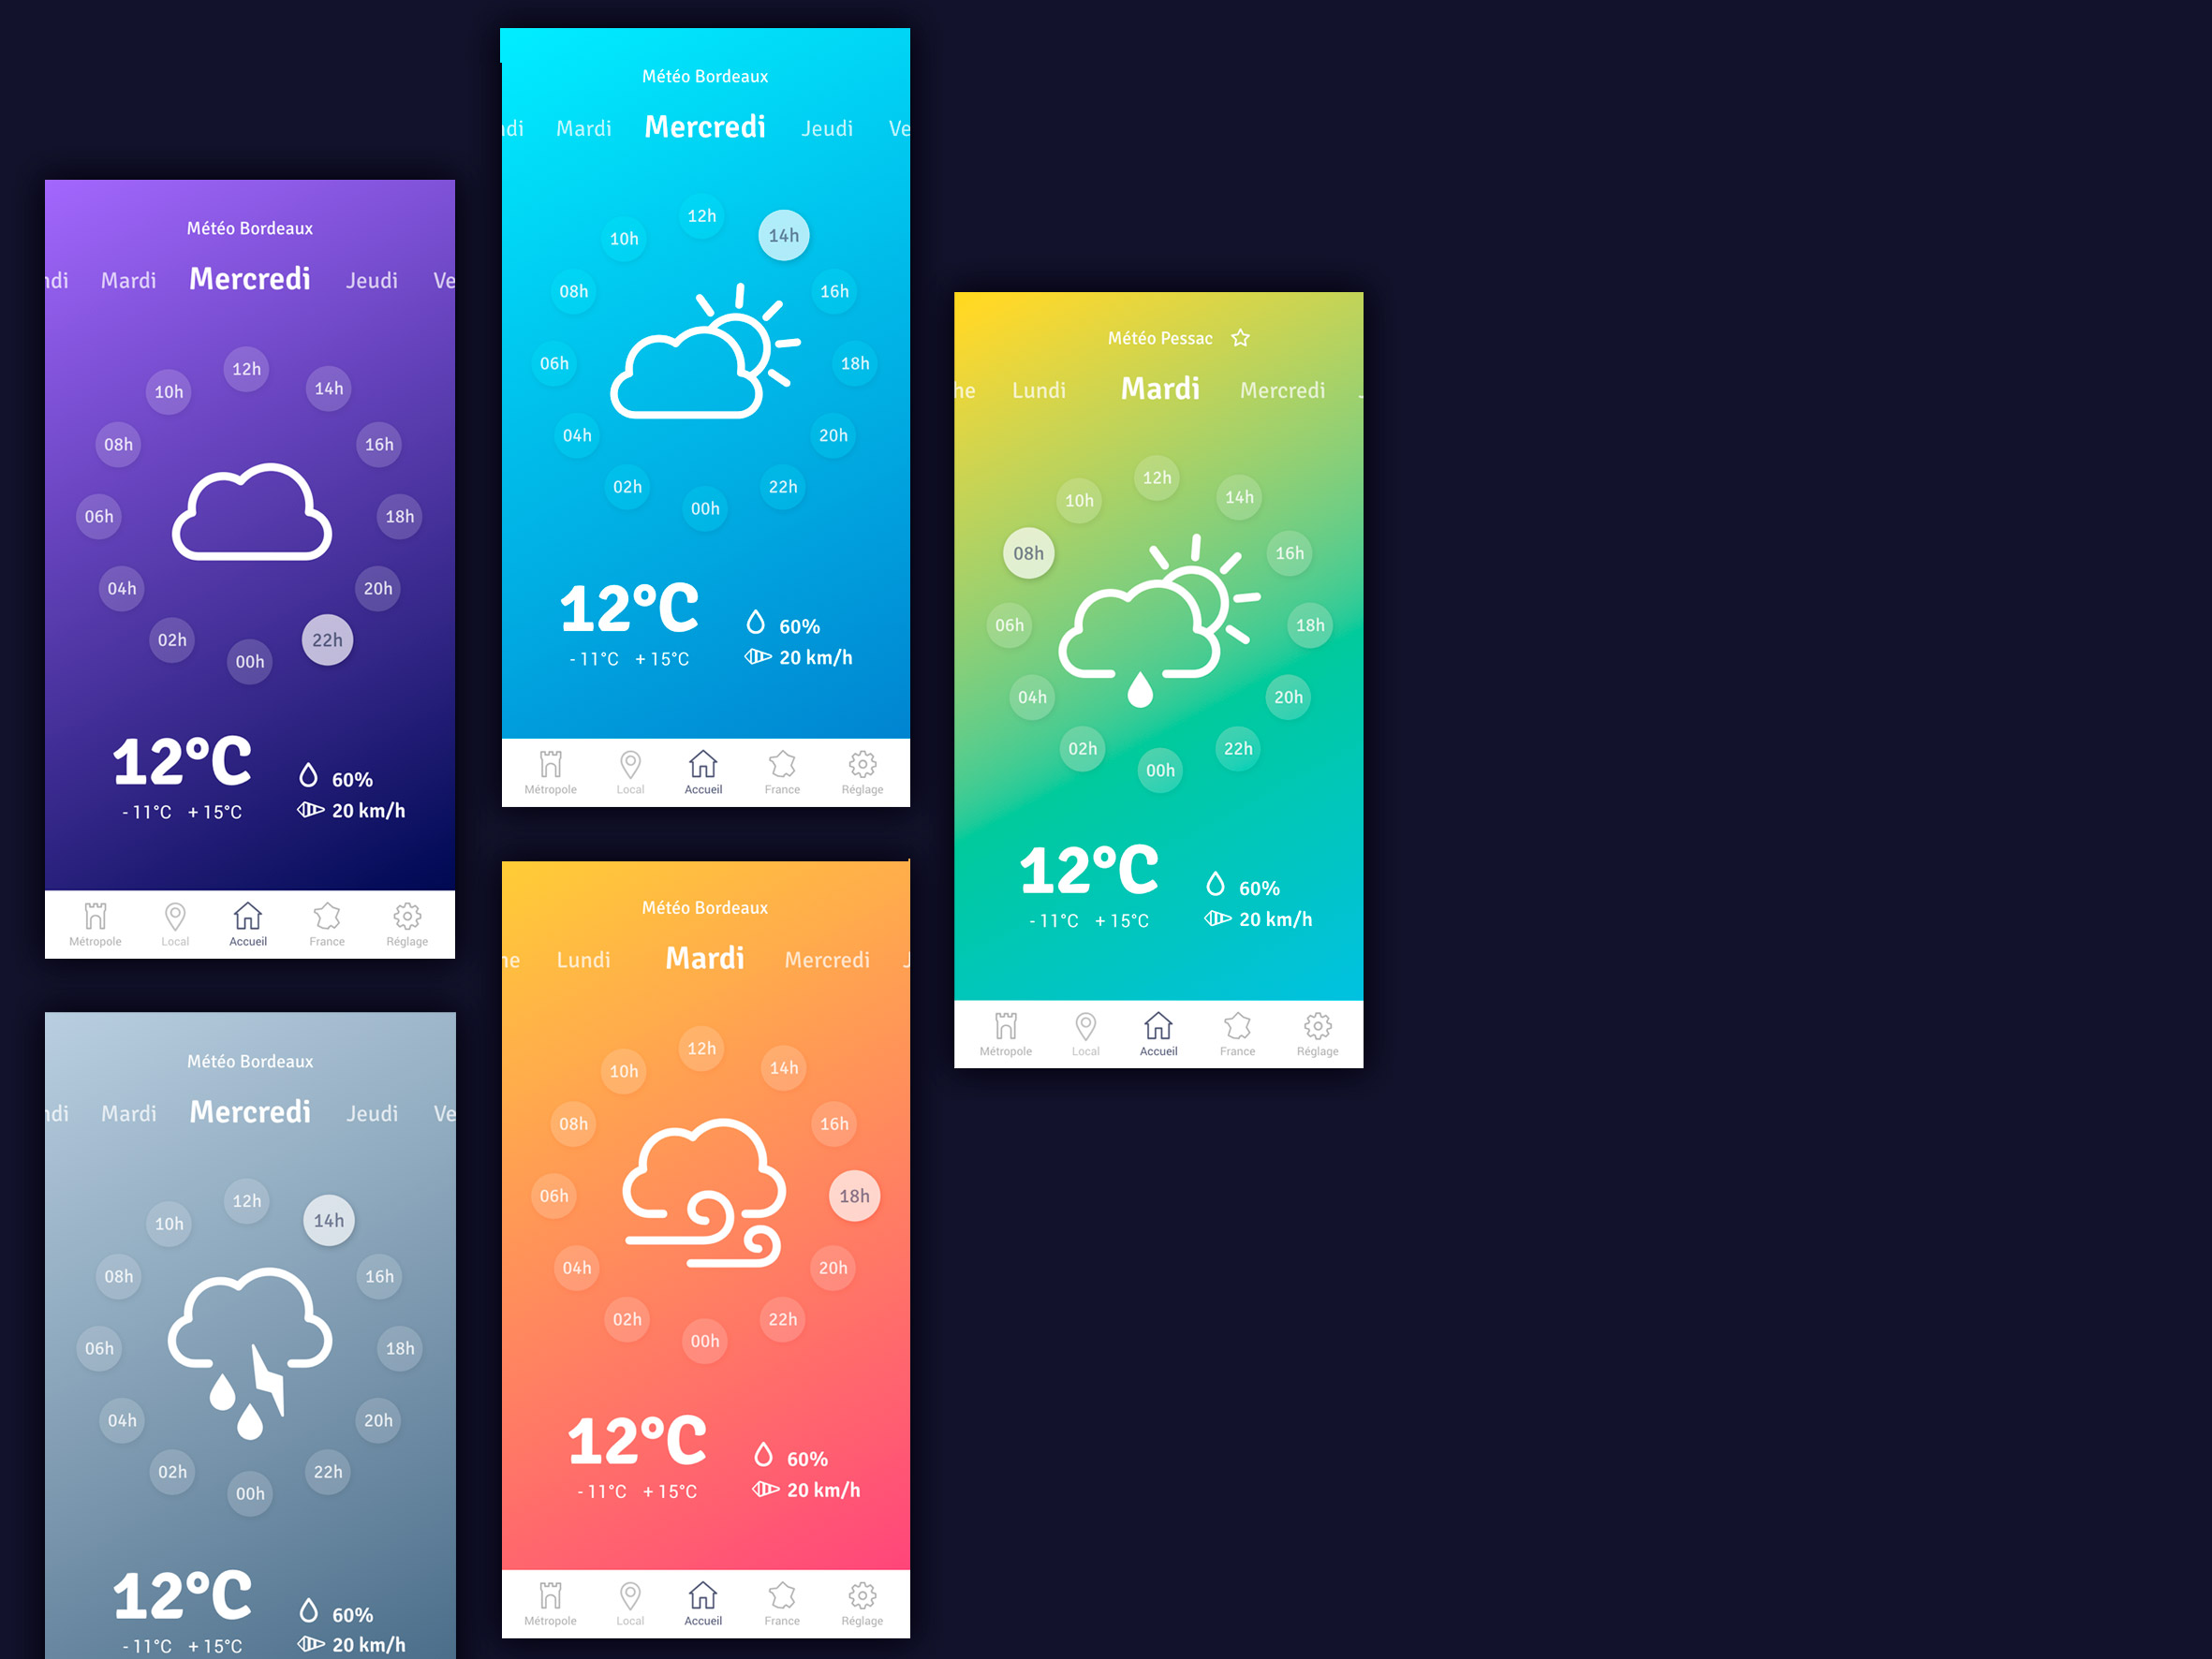 Météo Bordeaux
ndi Mardi Mercredi Jeudi Ve
12h
10h 14h
08h 16h
06h 18h
04h 20h
02h 22h
00h
12°C 60%
- 11°C + 15°C 20 km/h
Métropole Local Accueil France Réglage
Météo Bordeaux
ndi Mardi Mercredi Jeudi Ve
12h
10h 14h
08h 16h
06h 18h
04h 20h
02h 22h
00h
12°C 60%
- 11°C + 15°C 20 km/h
Météo Bordeaux
di Mardi Mercredi Jeudi Ve
12h
10h 14h
08h 16h
06h 18h
04h 20h
02h 22h
00h
12°C 60%
- 11°C + 15°C 20 km/h
Métropole Local Accueil France Réglage
Météo Bordeaux
he Lundi Mardi Mercredi J
12h
10h 14h
08h 16h
06h 18h
04h 20h
02h 22h
00h
12°C 60%
- 11°C + 15°C 20 km/h
Métropole Local Accueil France Réglage
Météo Pessac
he Lundi Mardi Mercredi
12h
10h 14h
08h 16h
06h 18h
04h 20h
02h 22h
00h
12°C 60%
- 11°C + 15°C 20 km/h
Métropole Local Accueil France Réglage